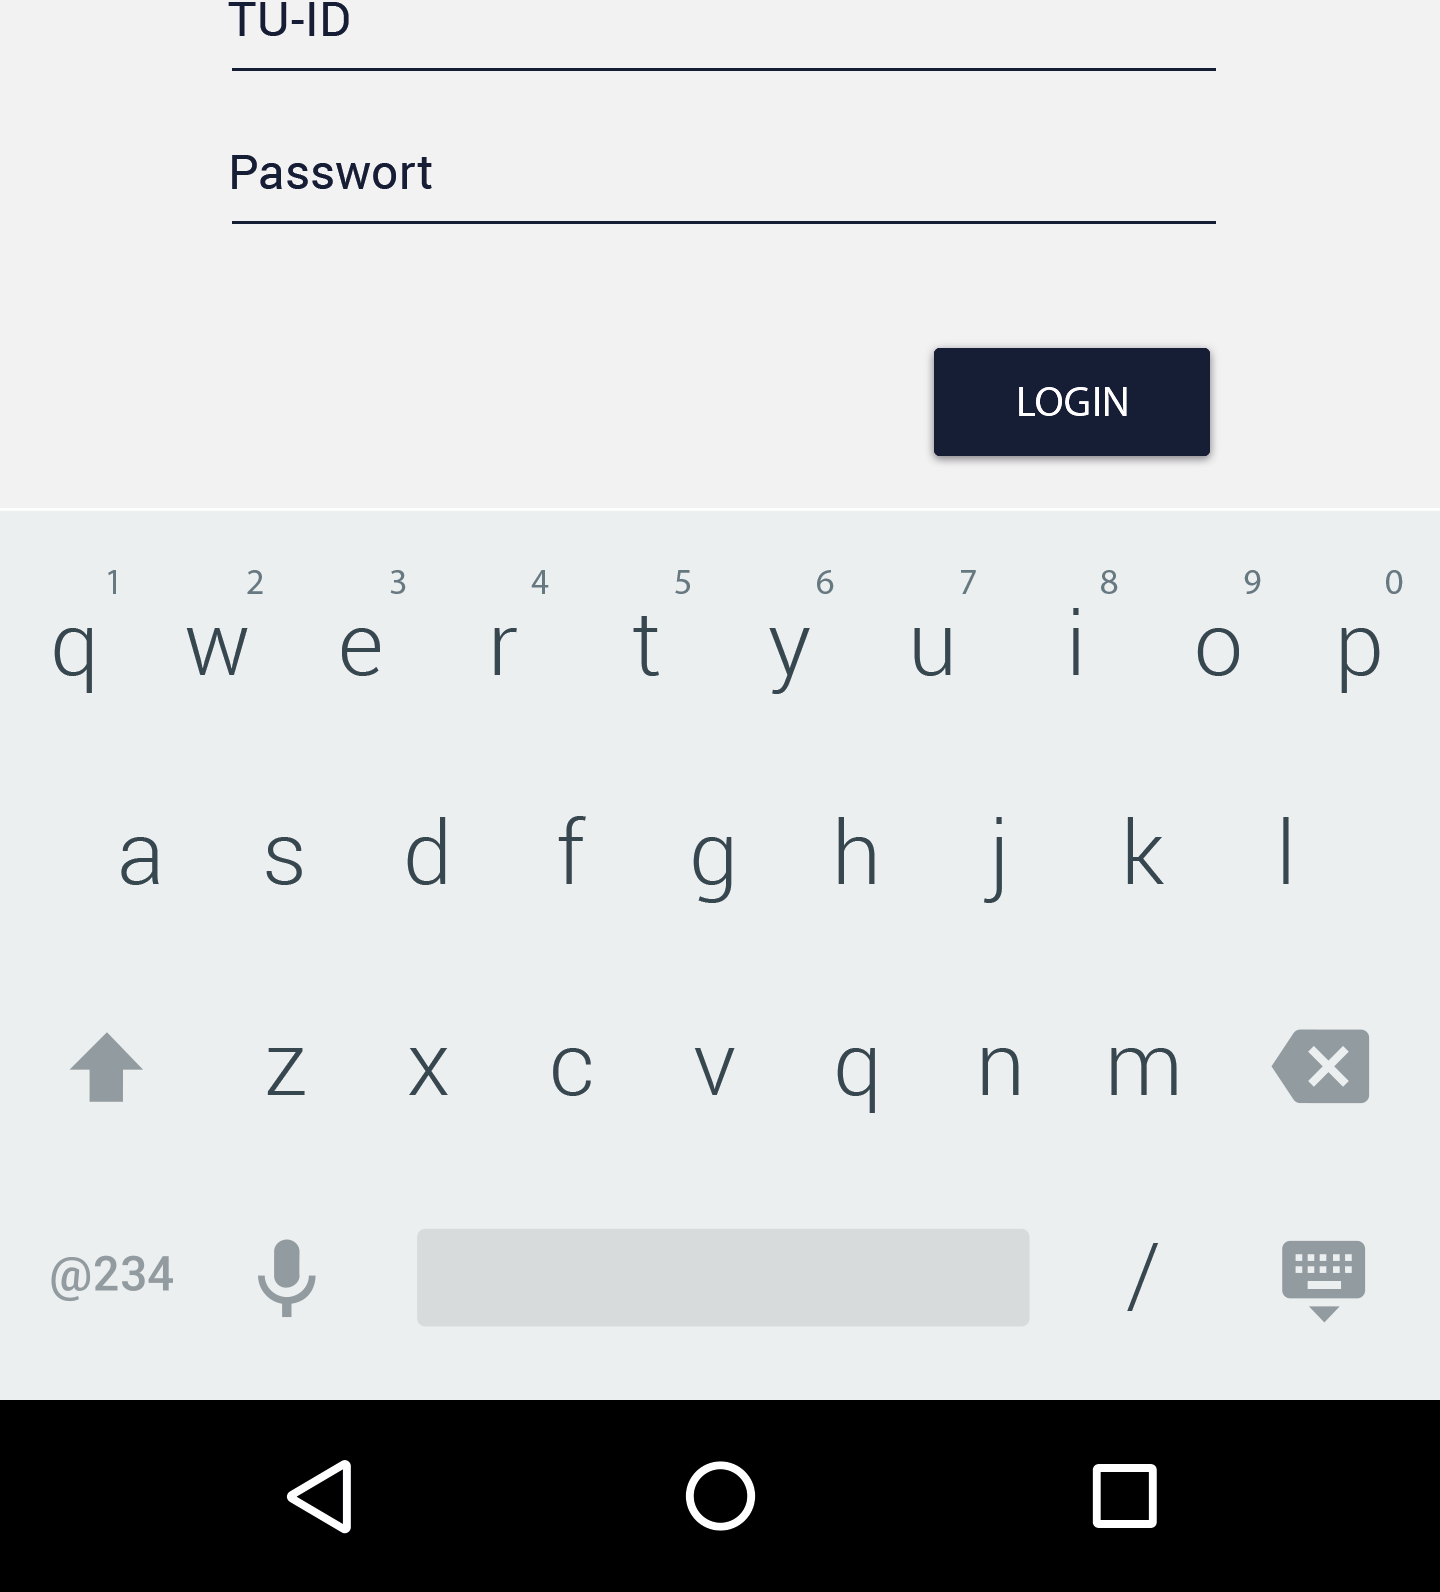 TU-ID
Passwort
LOGIN
1 2 3 4 5 6 7 8 9 0
q w e r t y u i o p
a s d f g h j k l
z x c v q n m
@234 /